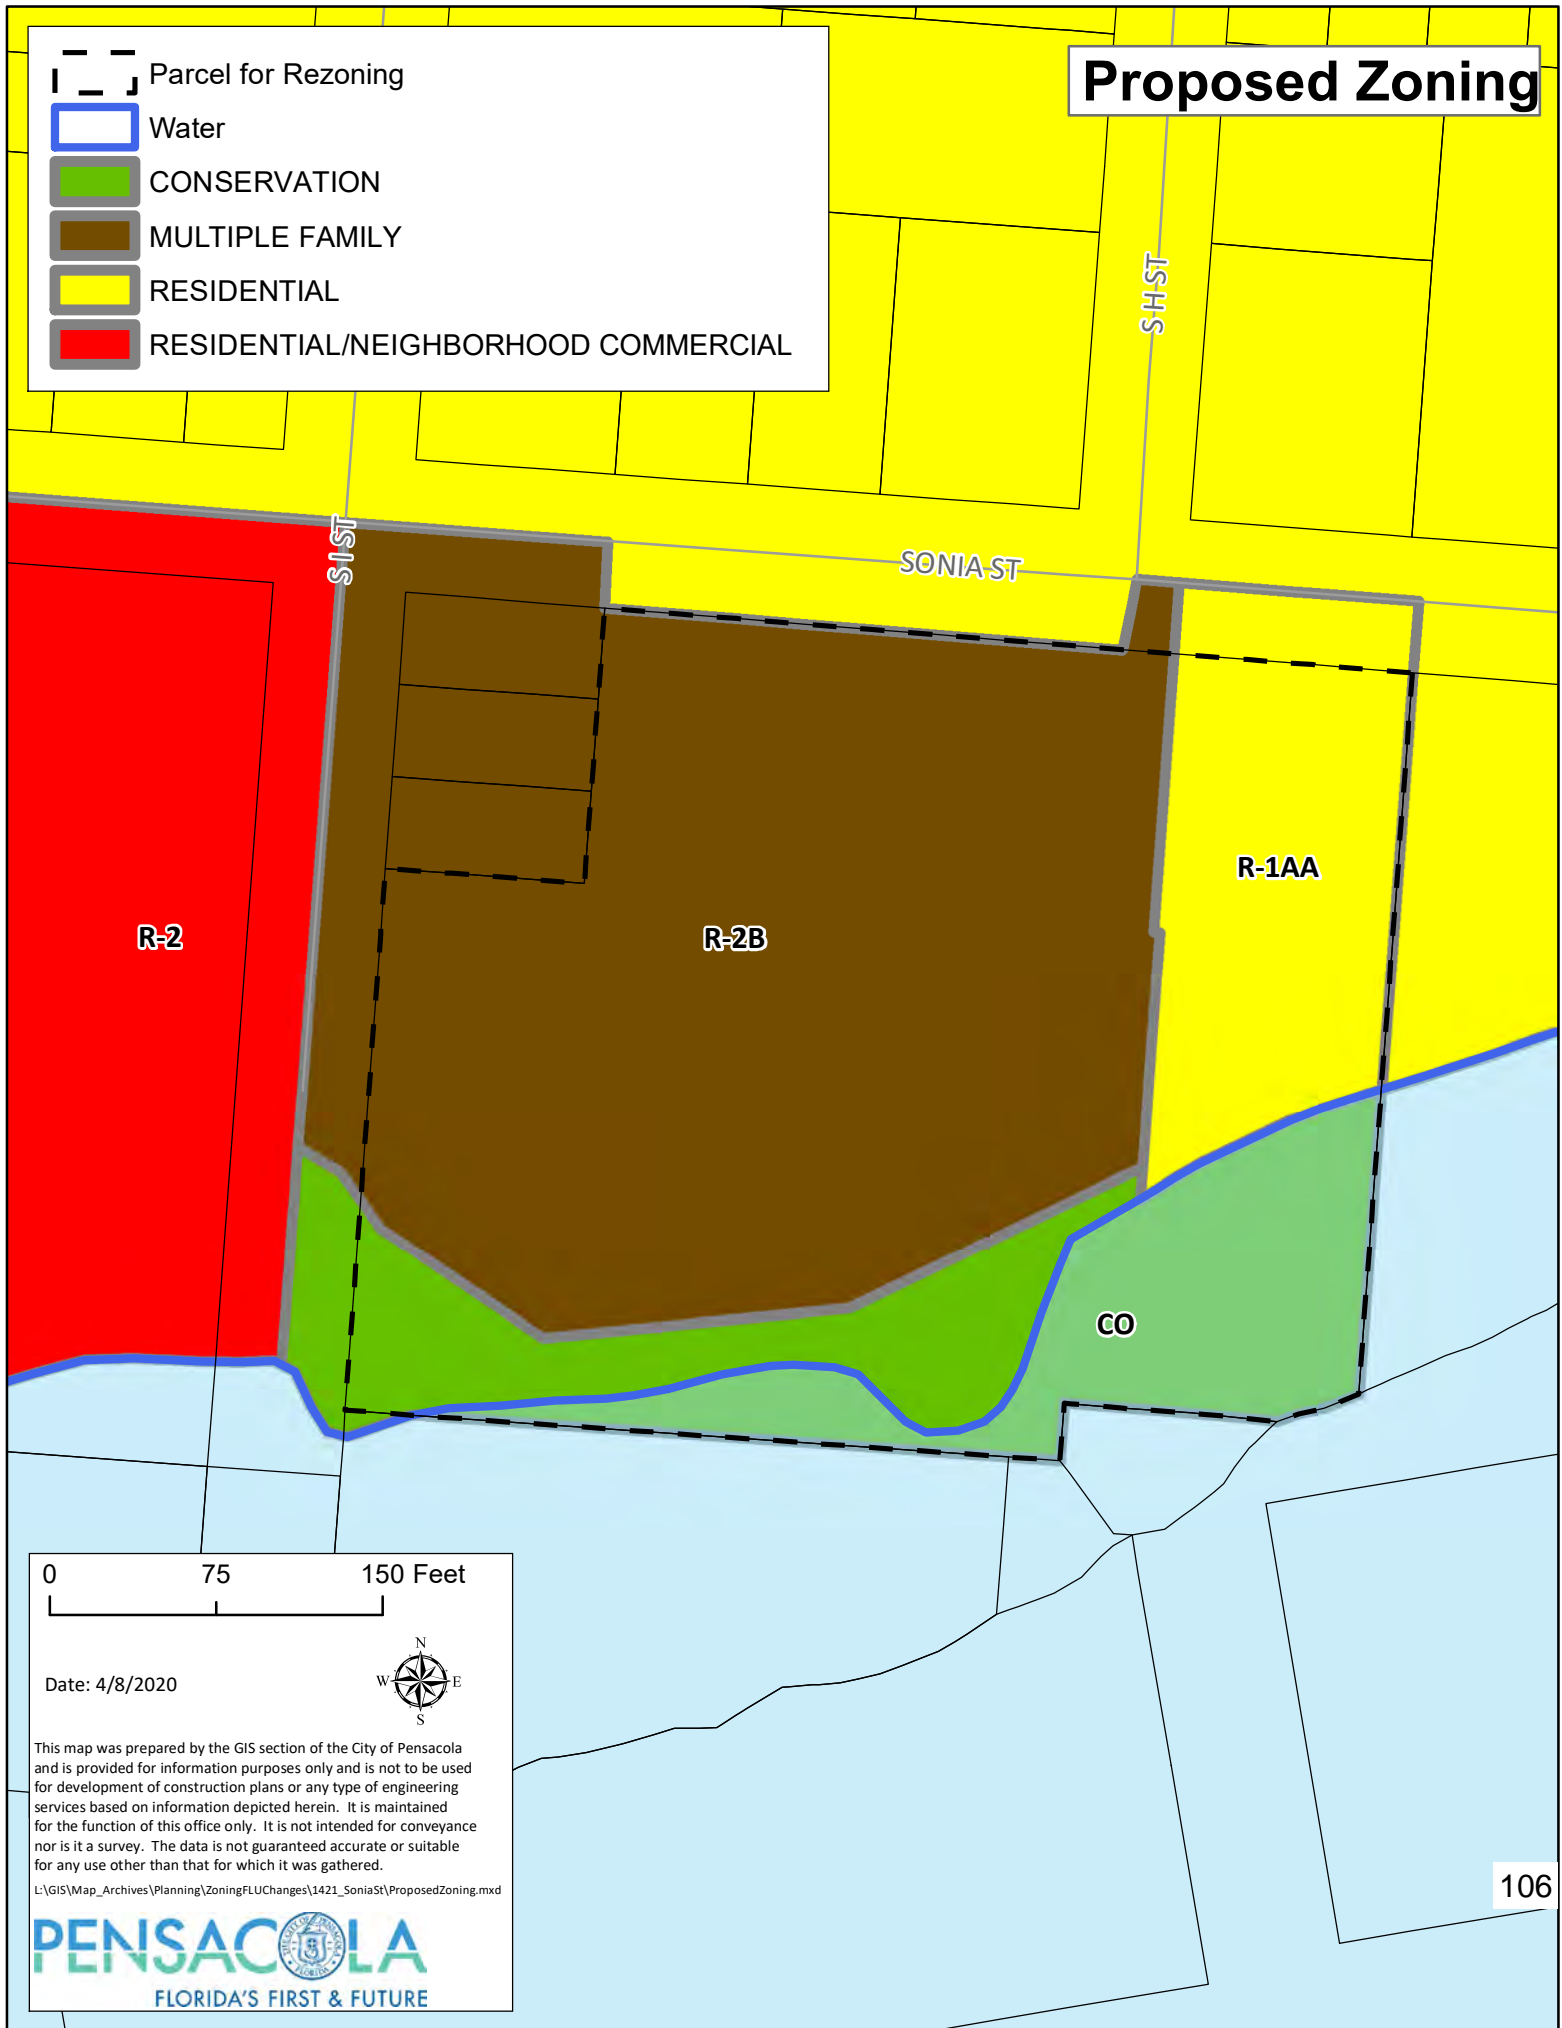 Proposed Zoning
Parcel for Rezoning
Water
CONSERVATION
MULTIPLE FAMILY
RESIDENTIAL
RESIDENTIAL/NEIGHBORHOOD COMMERCIAL
S H ST
S I ST
SONIA ST
R-1AA
R-2
R-2B
CO
0 75 150 Feet
N
W E
S
Date: 4/8/2020
This map was prepared by the GIS section of the City of Pensacola
and is provided for information purposes only and is not to be used
for development of construction plans or any type of engineering
services based on information depicted herein. It is maintained
for the function of this office only. It is not intended for conveyance
nor is it a survey. The data is not guaranteed accurate or suitable
for any use other than that for which it was gathered.
L:\GIS\Map_Archives\Planning\ZoningFLUChanges\1421_SoniaSt\ProposedZoning.mxd
106
PENSACOLA
FLORIDA'S FIRST & FUTURE